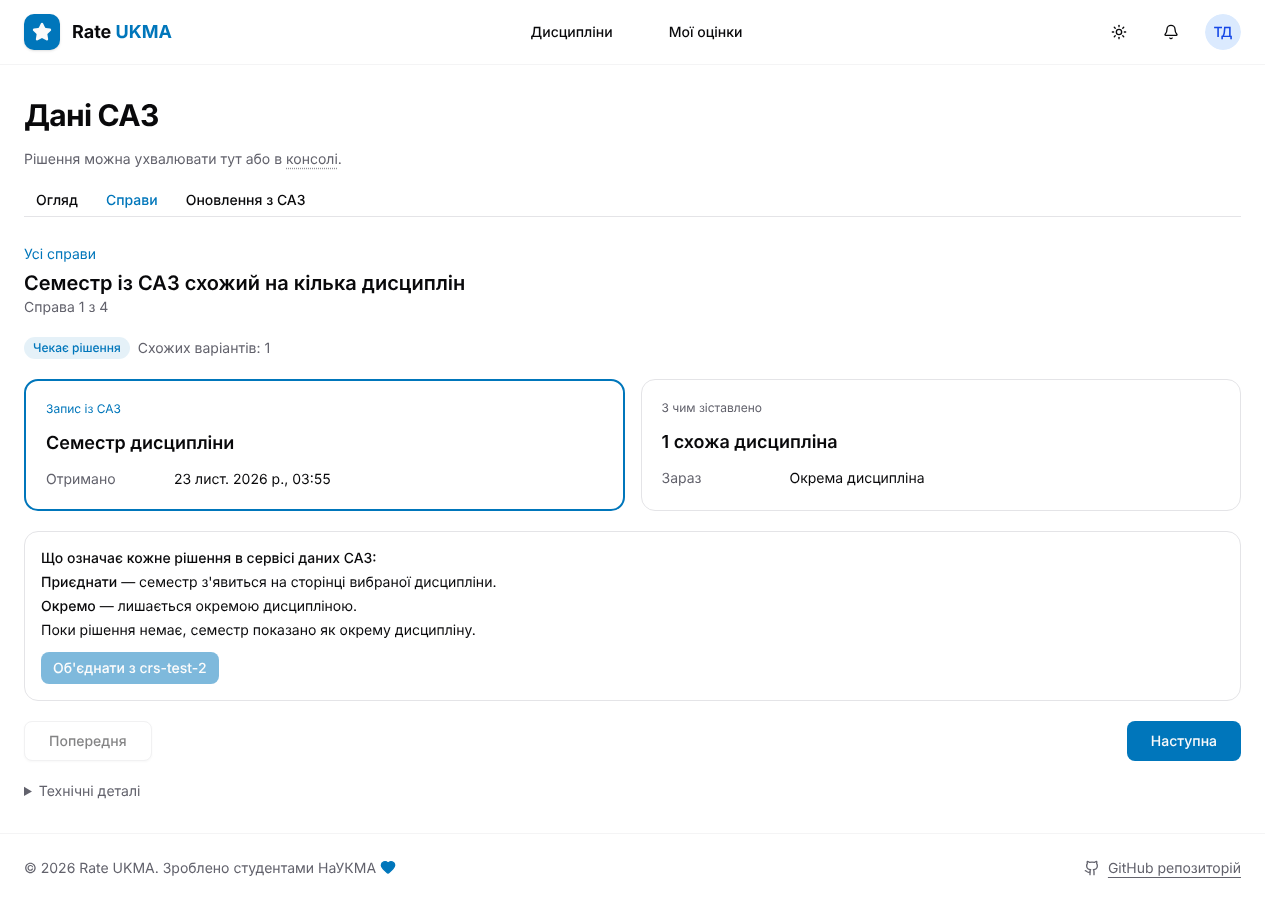 Rate UKMA
Дисципліни
Мої оцінки
ТД
Дані САЗ
Рішення можна ухвалювати тут або в консолі.
Огляд
Справи
Оновлення з САЗ
Усі справи
Семестр із САЗ схожий на кілька дисциплін
Справа 1 з 4
Чекає рішення
Схожих варіантів: 1
Запис із САЗ
Семестр дисципліни
Отримано
23 лист. 2026 р., 03:55
З чим зіставлено
1 схожа дисципліна
Зараз
Окрема дисципліна
Що означає кожне рішення в сервісі даних САЗ:
Приєднати — семестр з'явиться на сторінці вибраної дисципліни.
Окремо — лишається окремою дисципліною.
Поки рішення немає, семестр показано як окрему дисципліну.
Об'єднати з crs-test-2
Попередня
Наступна
Технічні деталі
© 2026 Rate UKMA. Зроблено студентами НаУКМА
GitHub репозиторій